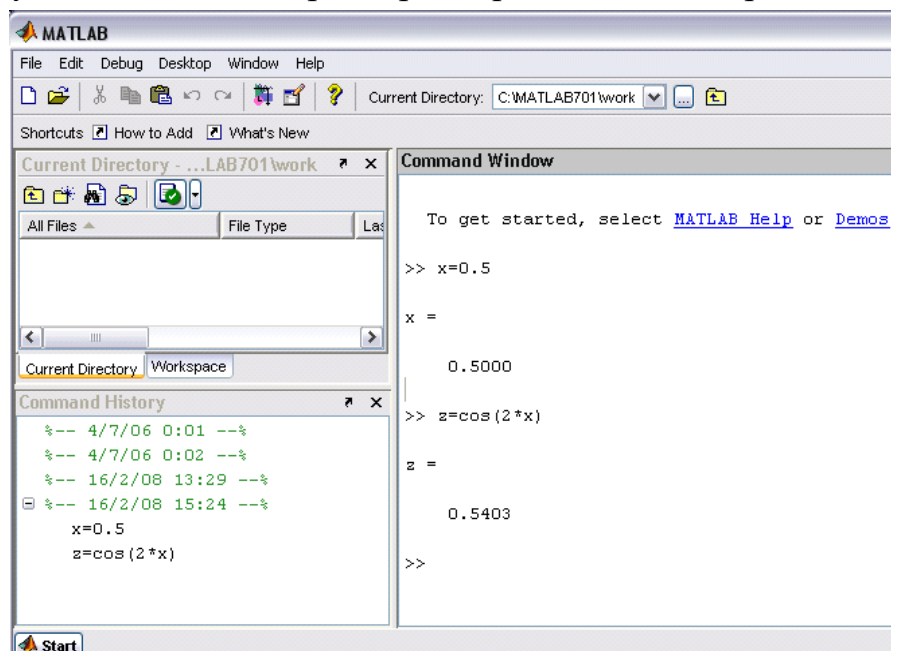 MATLAB
File Edit Debug Desktop Window Help
Current Directory: C:\MATLAB701\work
Shortcuts How to Add What's New
Current Directory - ...LAB701\work
All Files File Type Las
Current Directory Workspace
Command History
%-- 4/7/06 0:01 --%
%-- 4/7/06 0:02 --%
%-- 16/2/08 13:29 --%
%-- 16/2/08 15:24 --%
x=0.5
z=cos(2*x)
Command Window
To get started, select MATLAB Help or Demos
>> x=0.5
x =
0.5000
>> z=cos(2*x)
z =
0.5403
>>
Start